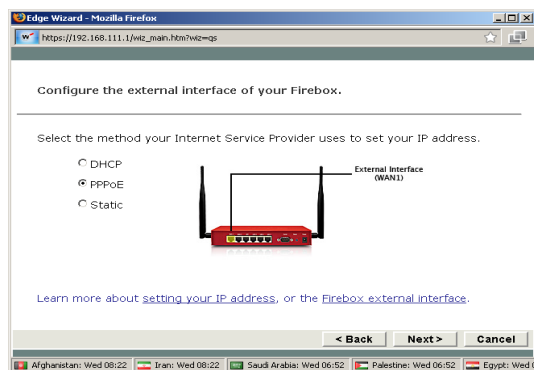 Edge Wizard - Mozilla Firefox
https://192.168.111.1/wiz_main.htm?wiz=qs
Configure the external interface of your Firebox.
Select the method your Internet Service Provider uses to set your IP address.
DHCP
PPPoE
Static
External Interface
(WAN1)
Learn more about setting your IP address, or the Firebox external interface.
< Back Next > Cancel
Afghanistan: Wed 08:22 Iran: Wed 08:22 Saudi Arabia: Wed 06:52 Palestine: Wed 06:52 Egypt: Wed